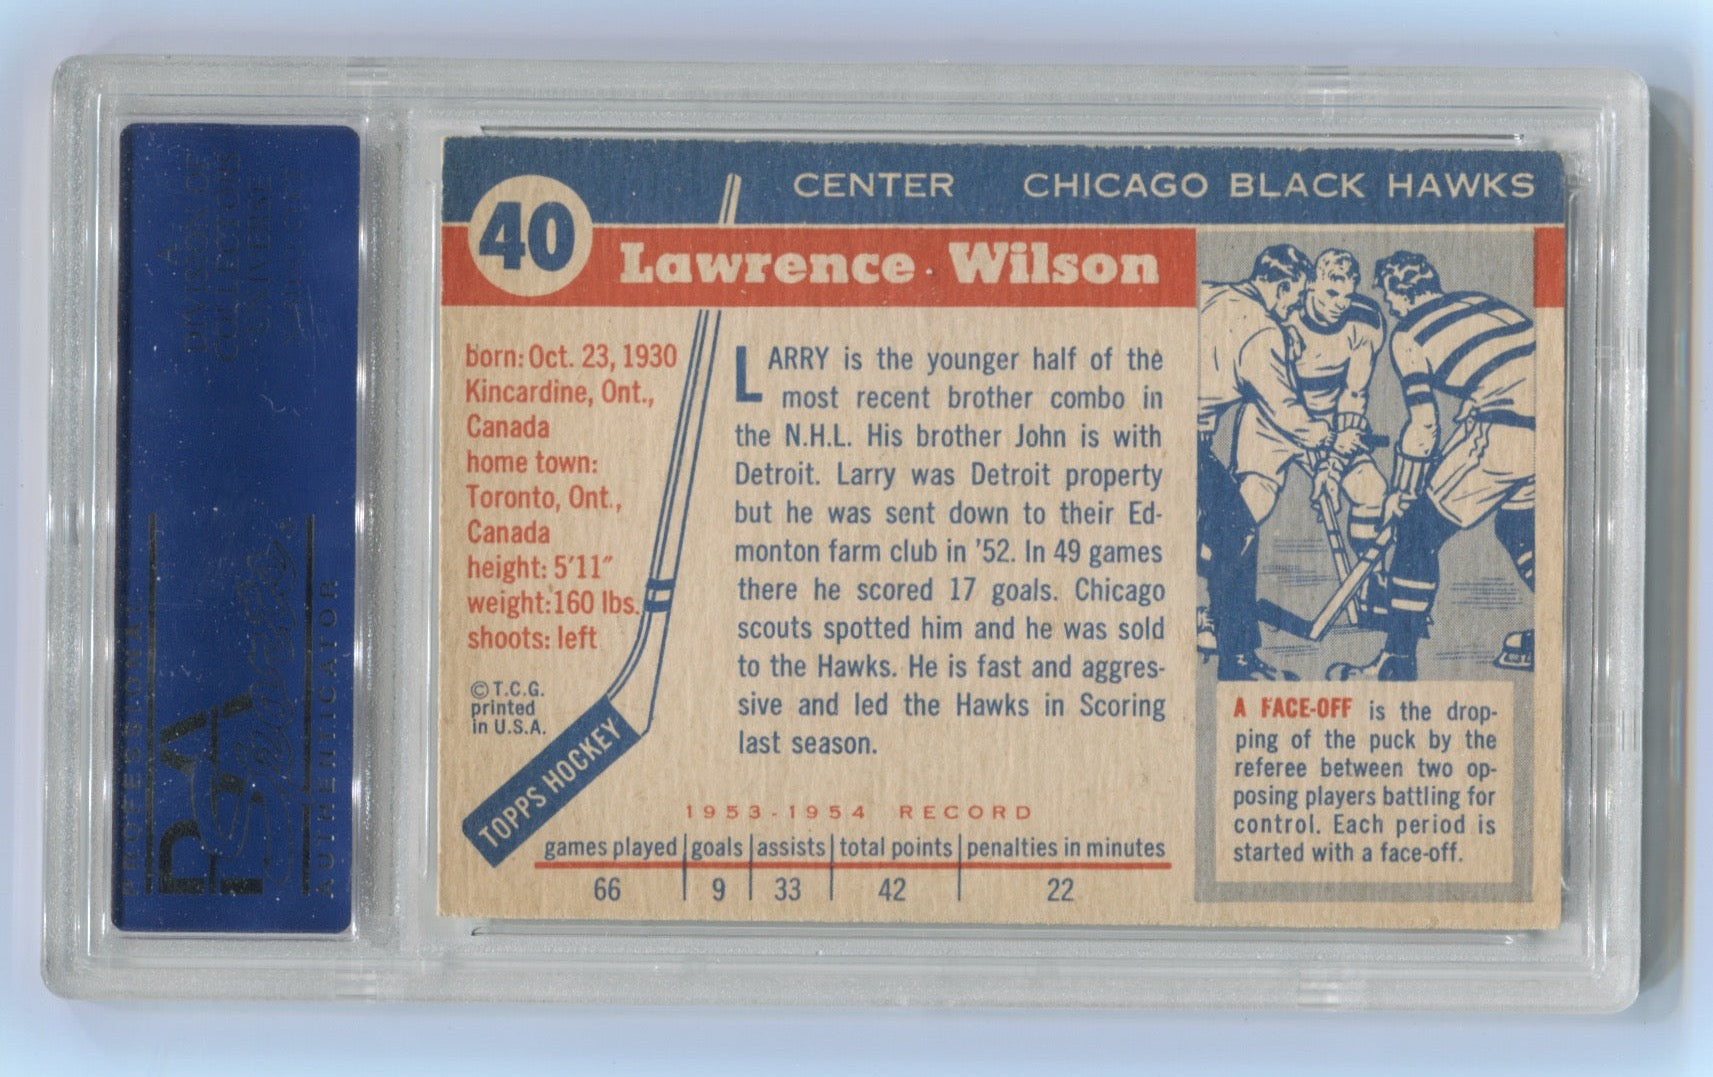 CENTER CHICAGO BLACK HAWKS
40 Lawrence Wilson
born: Oct. 23, 1930
Kincardine, Ont.,
Canada
home town:
Toronto, Ont.,
Canada
height: 5'11"
weight: 160 lbs.
shoots: left
© T.C.G.
printed
in U.S.A.
TOPPS HOCKEY
LARRY is the younger half of the
most recent brother combo in
the N.H.L. His brother John is with
Detroit. Larry was Detroit property
but he was sent down to their Ed-
monton farm club in '52. In 49 games
there he scored 17 goals. Chicago
scouts spotted him and he was sold
to the Hawks. He is fast and aggres-
sive and led the Hawks in Scoring
last season.
1953-1954 RECORD
games played goals assists total points penalties in minutes
66 9 33 42 22
A FACE-OFF is the drop-
ping of the puck by the
referee between two op-
posing players battling for
control. Each period is
started with a face-off.
A
DIVISION OF
COLLECTORS
UNIVERSE
PROFESSIONAL
PSA
AUTHENTICATOR